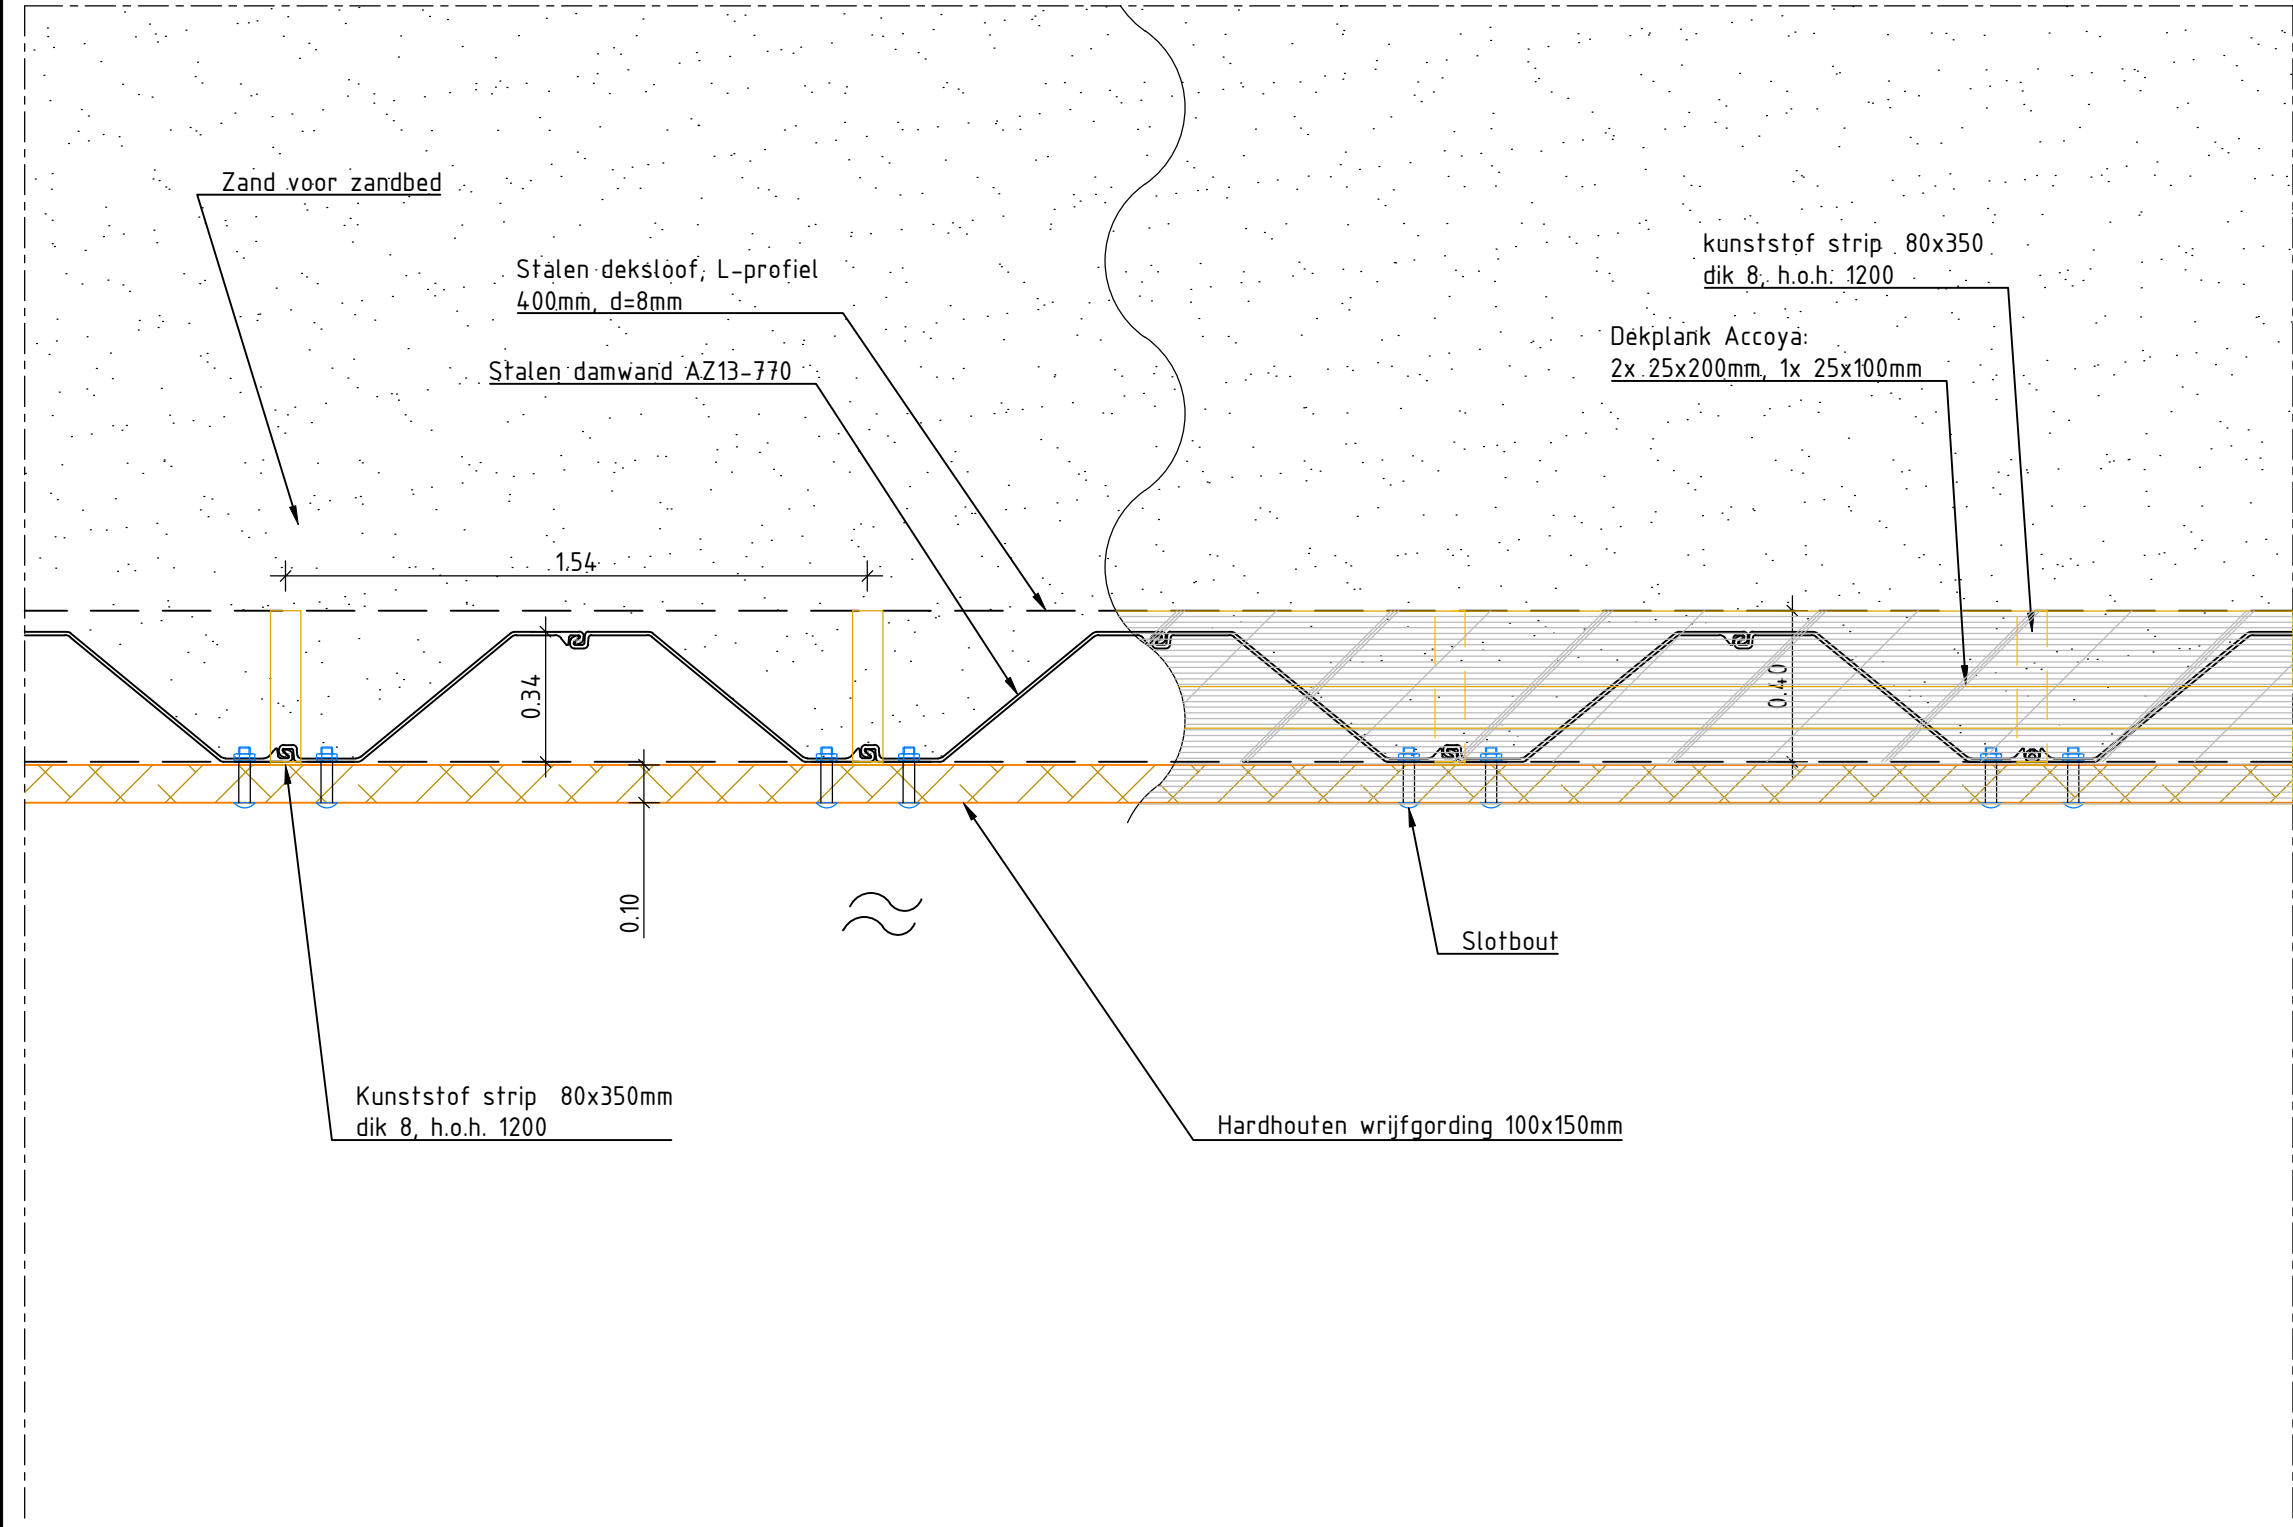 Zand voor zandbed
Stalen deksloof, L-profiel
400mm, d=8mm
Stalen damwand AZ13-770
kunststof strip 80x350
dik 8, h.o.h. 1200
Dekplank Accoya:
2x 25x200mm, 1x 25x100mm
1.54
0.34
0.40
0.10
Slotbout
Kunststof strip 80x350mm
dik 8, h.o.h. 1200
Hardhouten wrijfgording 100x150mm